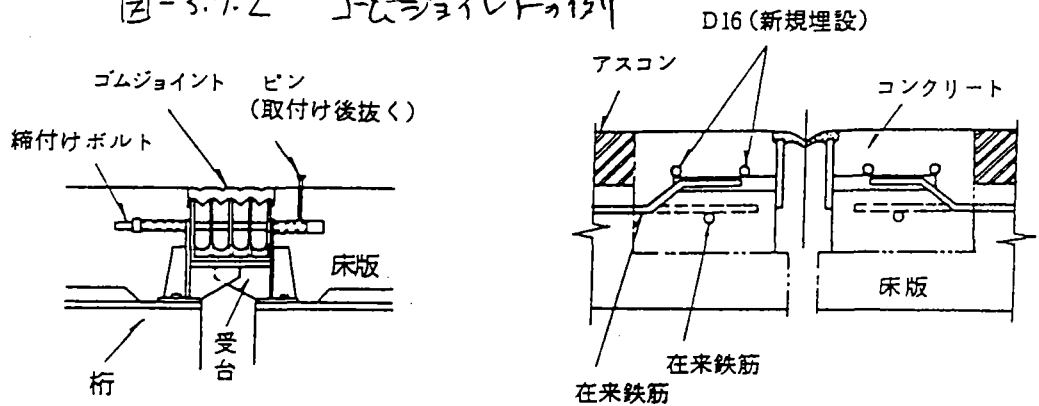 図-3.7.2 ゴムジョイントの例
ゴムジョイント
ピン
(取付け後抜く)
締付けボルト
床版
受台
桁
D16(新規埋設)
アスコン
コンクリート
床版
在来鉄筋
在来鉄筋